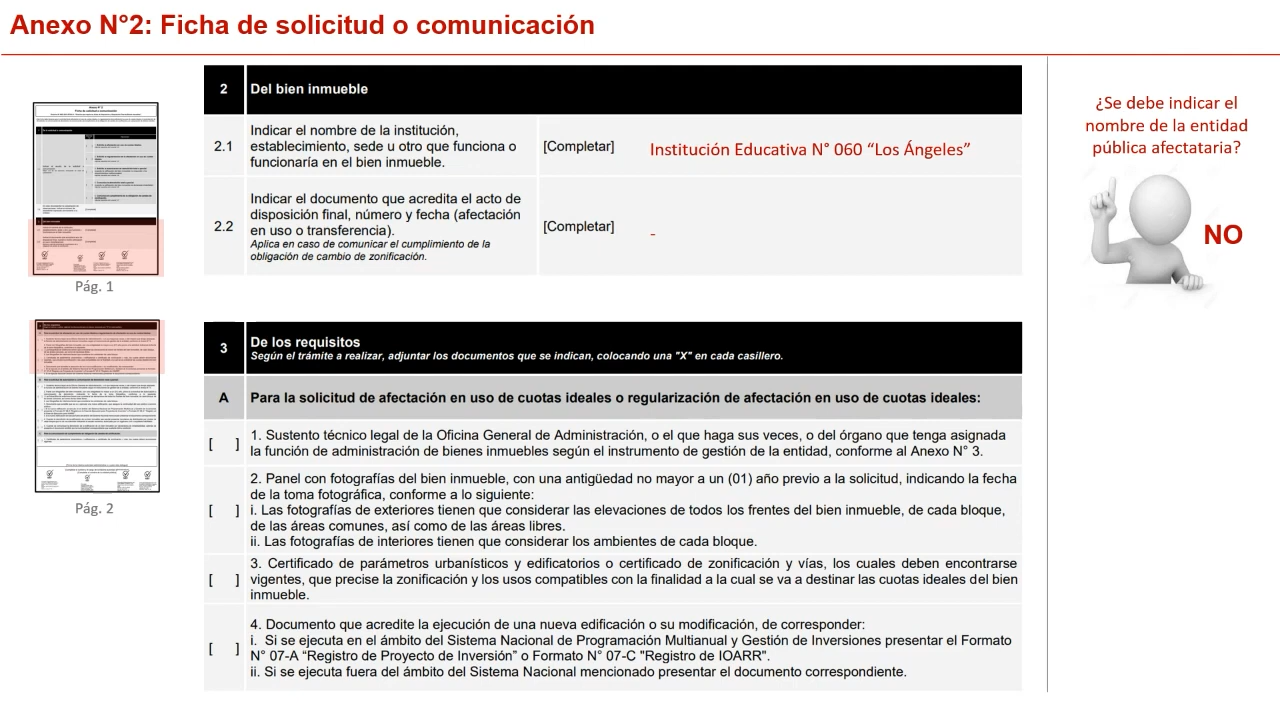 Anexo N°2: Ficha de solicitud o comunicación
Pág. 1
Pág. 2
2 Del bien inmueble
2.1 Indicar el nombre de la institución,
establecimiento, sede u otro que funciona o
funcionaría en el bien inmueble.
[Completar] Institución Educativa N° 060 “Los Ángeles”
2.2 Indicar el documento que acredita el acto de
disposición final, número y fecha (afectación
en uso o transferencia).
Aplica en caso de comunicar el cumplimiento de la
obligación de cambio de zonificación.
[Completar] -
3 De los requisitos
Según el trámite a realizar, adjuntar los documentos que se indican, colocando una "X" en cada casillero.
A Para la solicitud de afectación en uso de cuotas ideales o regularización de afectación en uso de cuotas ideales:
[ ] 1. Sustento técnico legal de la Oficina General de Administración, o el que haga sus veces, o del órgano que tenga asignada
la función de administración de bienes inmuebles según el instrumento de gestión de la entidad, conforme al Anexo N° 3.
[ ] 2. Panel con fotografías del bien inmueble, con una antigüedad no mayor a un (01) año previo a la solicitud, indicando la fecha
de la toma fotográfica, conforme a lo siguiente:
i. Las fotografías de exteriores tienen que considerar las elevaciones de todos los frentes del bien inmueble, de cada bloque,
de las áreas comunes, así como de las áreas libres.
ii. Las fotografías de interiores tienen que considerar los ambientes de cada bloque.
[ ] 3. Certificado de parámetros urbanísticos y edificatorios o certificado de zonificación y vías, los cuales deben encontrarse
vigentes, que precise la zonificación y los usos compatibles con la finalidad a la cual se va a destinar las cuotas ideales del bien
inmueble.
[ ] 4. Documento que acredite la ejecución de una nueva edificación o su modificación, de corresponder:
i. Si se ejecuta en el ámbito del Sistema Nacional de Programación Multianual y Gestión de Inversiones presentar el Formato
N° 07-A “Registro de Proyecto de Inversión” o Formato N° 07-C "Registro de IOARR".
ii. Si se ejecuta fuera del ámbito del Sistema Nacional mencionado presentar el documento correspondiente.
¿Se debe indicar el
nombre de la entidad
pública afectataria?
NO